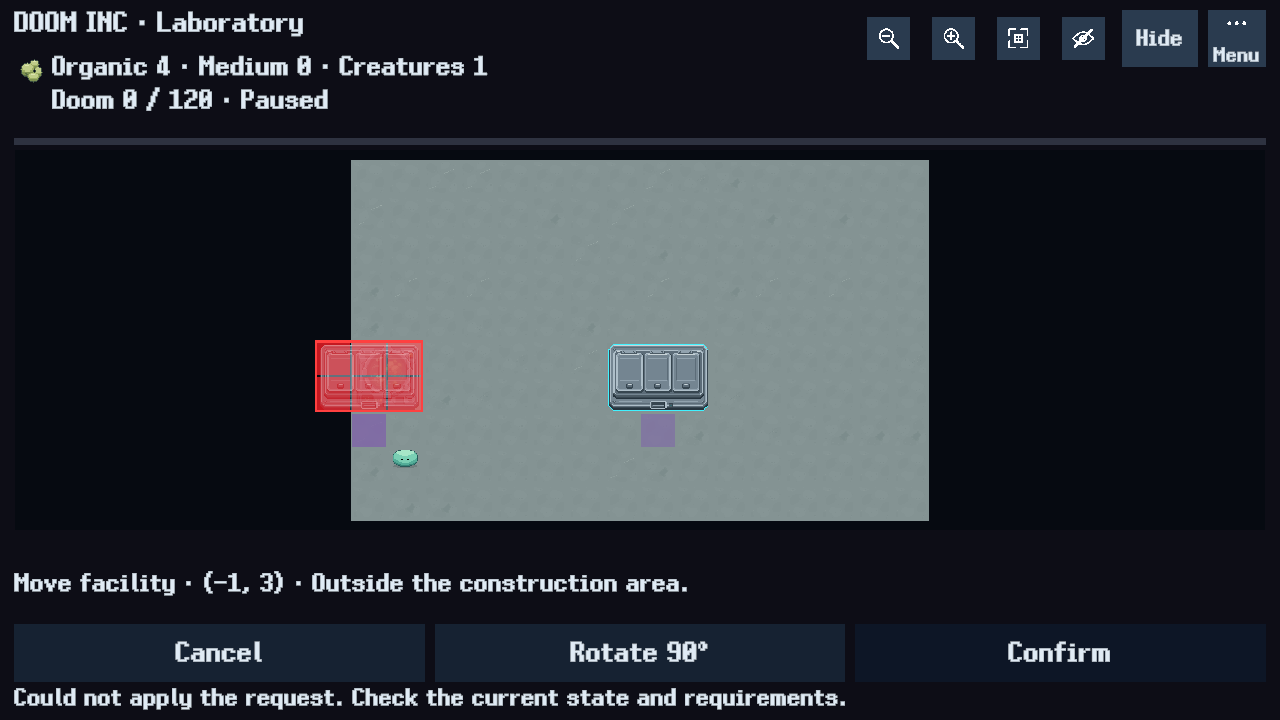 DOOM INC · Laboratory
Organic 4 · Medium 0 · Creatures 1
Doom 0 / 120 · Paused
Hide
Menu
Move facility · (-1, 3) · Outside the construction area.
Cancel
Rotate 90°
Confirm
Could not apply the request. Check the current state and requirements.